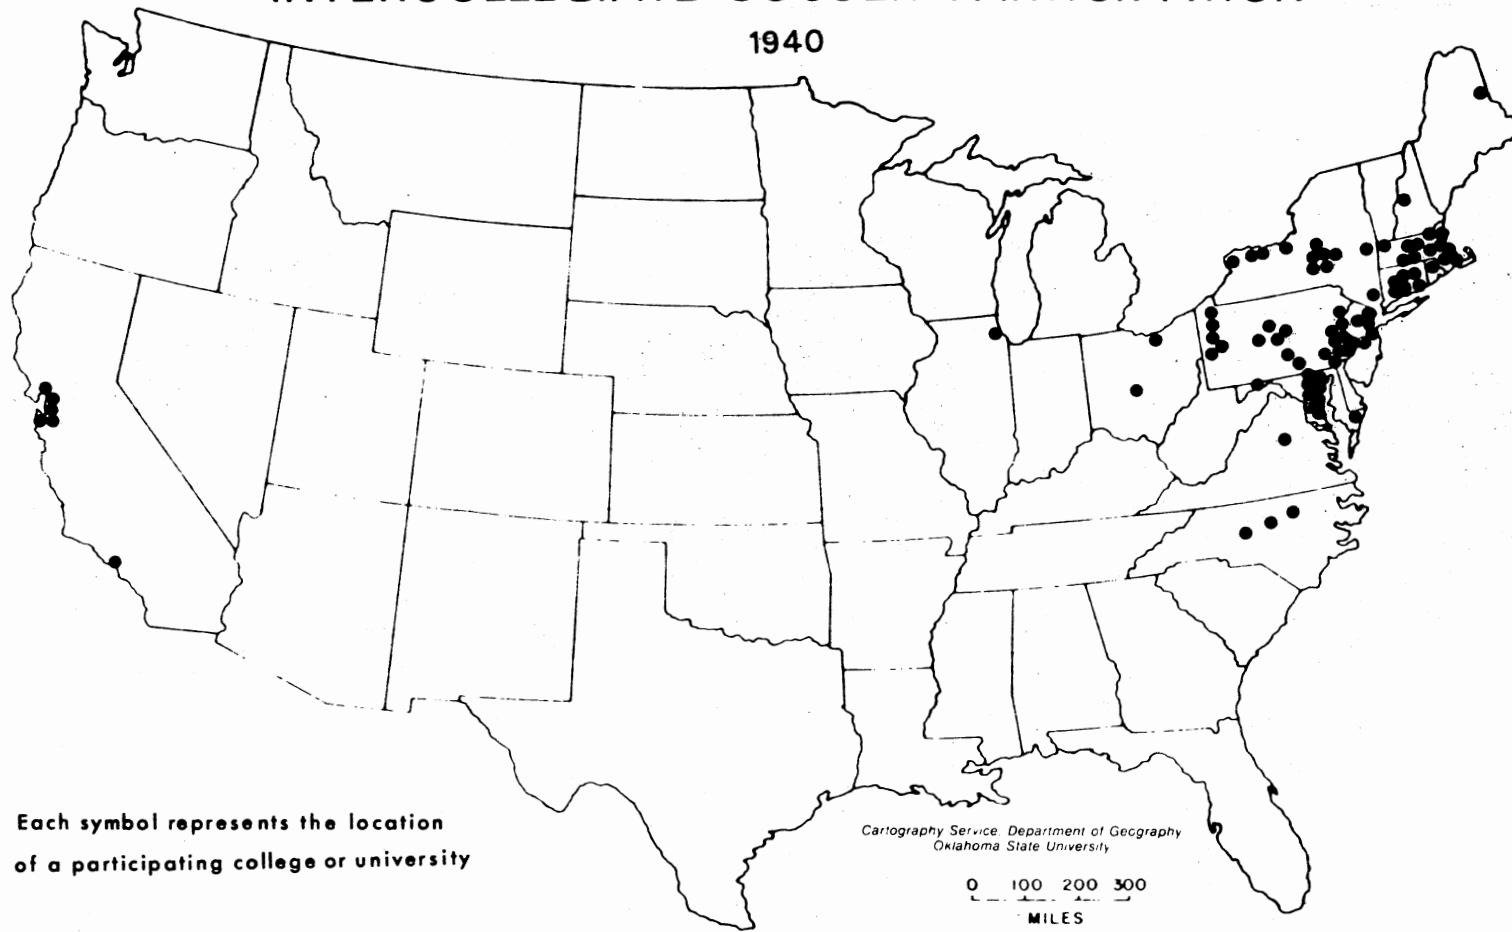 1940
Each symbol represents the location
of a participating college or university
Cartography Service, Department of Geography
Oklahoma State University
0 100 200 300
MILES